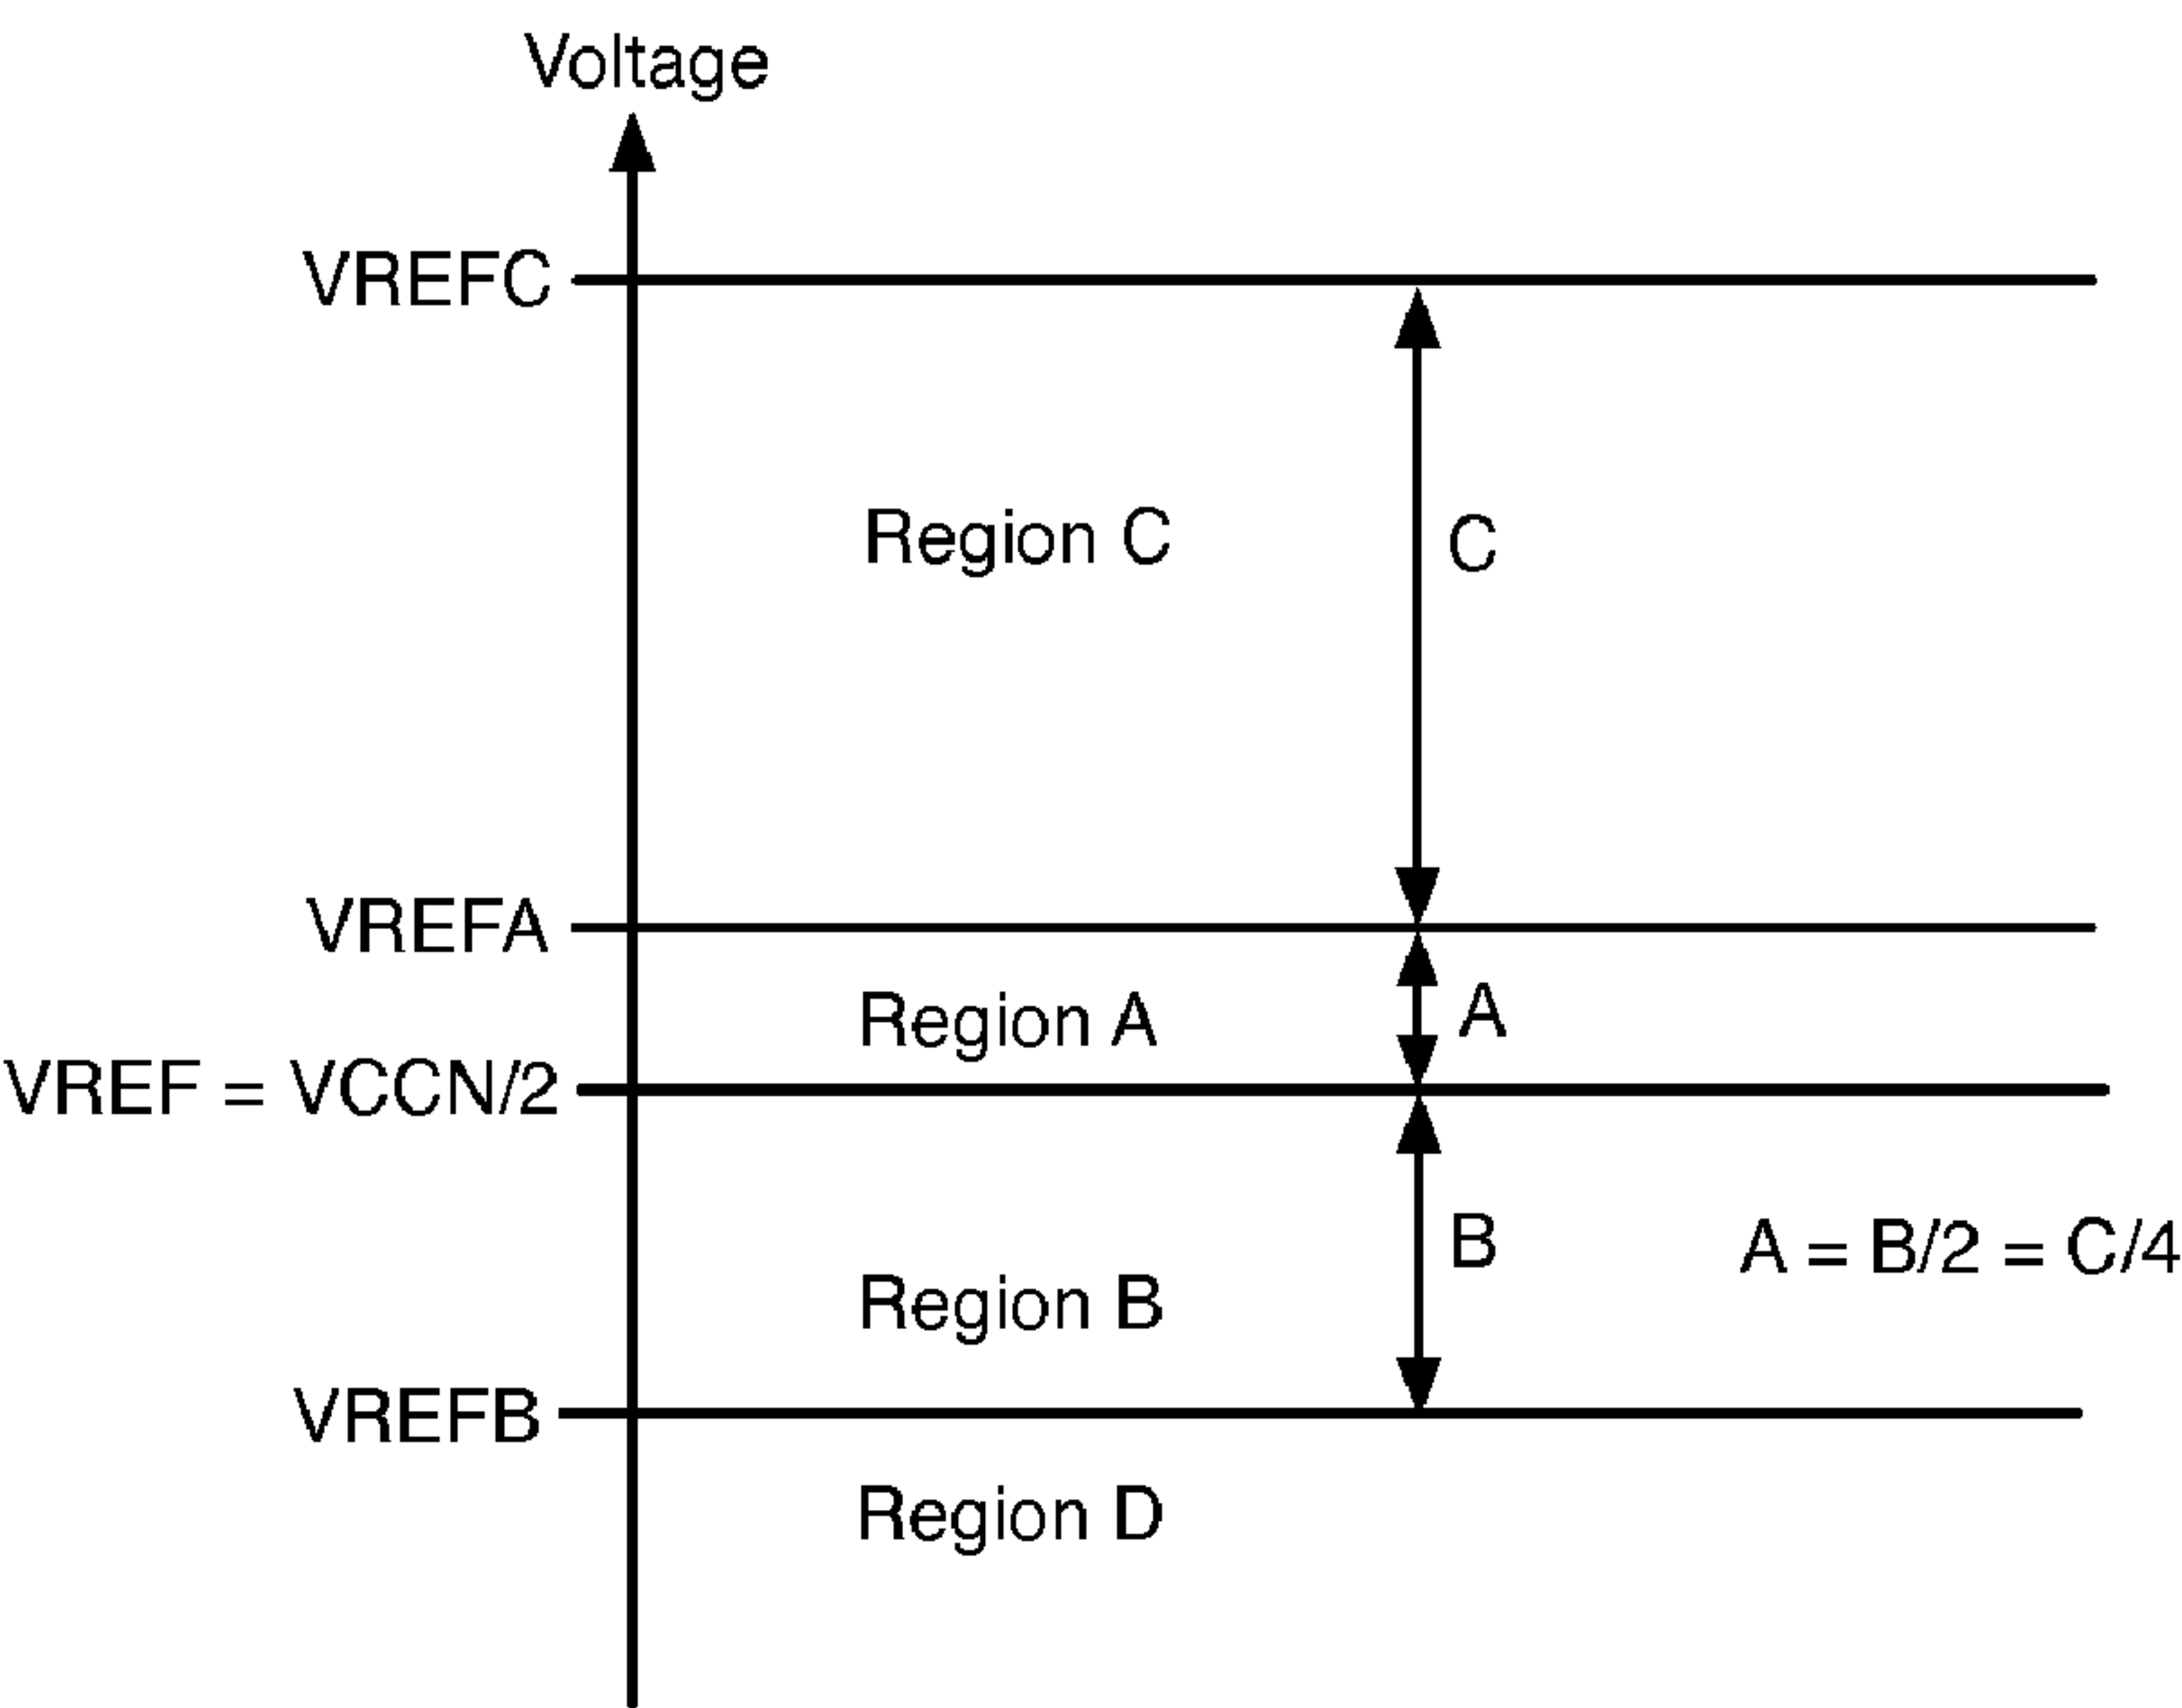 Voltage
VREFC
Region C
C
VREFA
Region A
A
VREF = VCCN/2
B
A = B/2 = C/4
Region B
VREFB
Region D